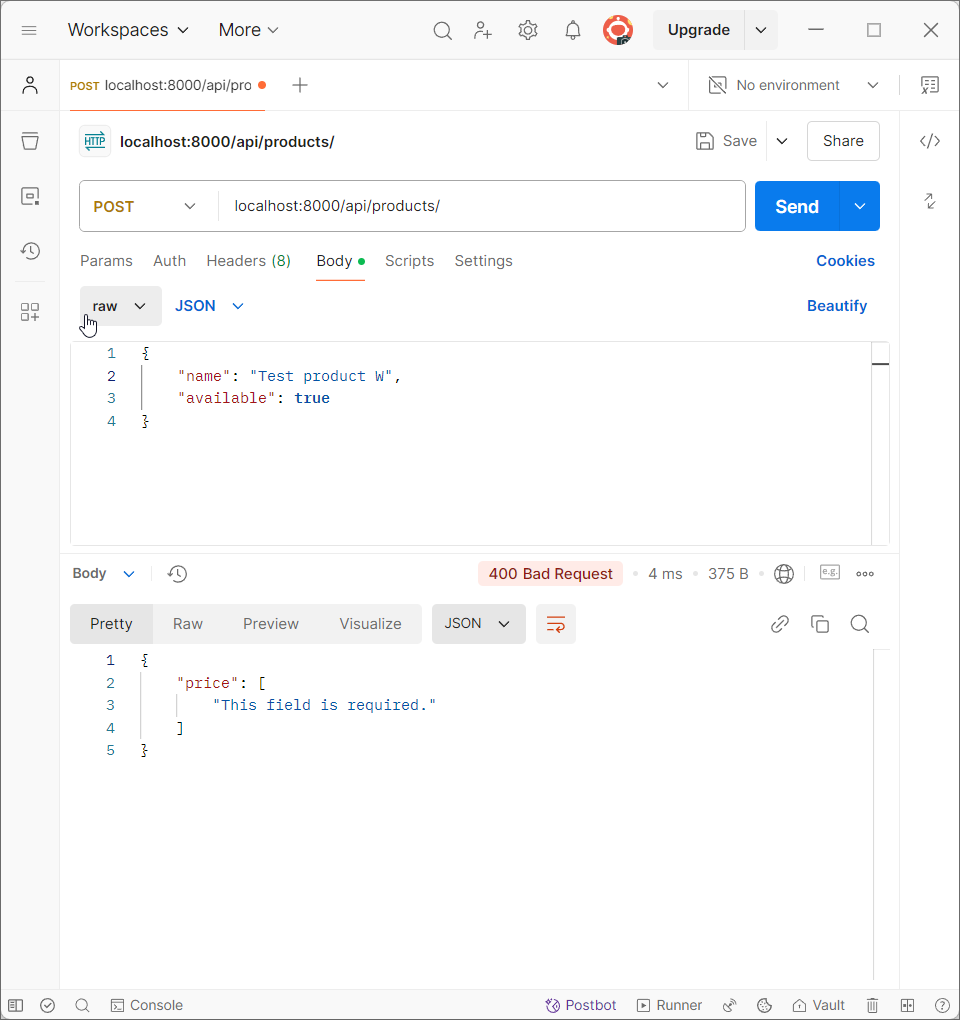 Workspaces More Upgrade
POST localhost:8000/api/pro No environment
HTTP localhost:8000/api/products/ Save Share
POST localhost:8000/api/products/ Send
Params Auth Headers (8) Body Scripts Settings Cookies
raw JSON Beautify
1 {
2 "name": "Test product W",
3 "available": true
4 }
Body 400 Bad Request 4 ms 375 B e.g.
Pretty Raw Preview Visualize JSON
1 {
2 "price": [
3 "This field is required."
4 ]
5 }
Console Postbot Runner Vault